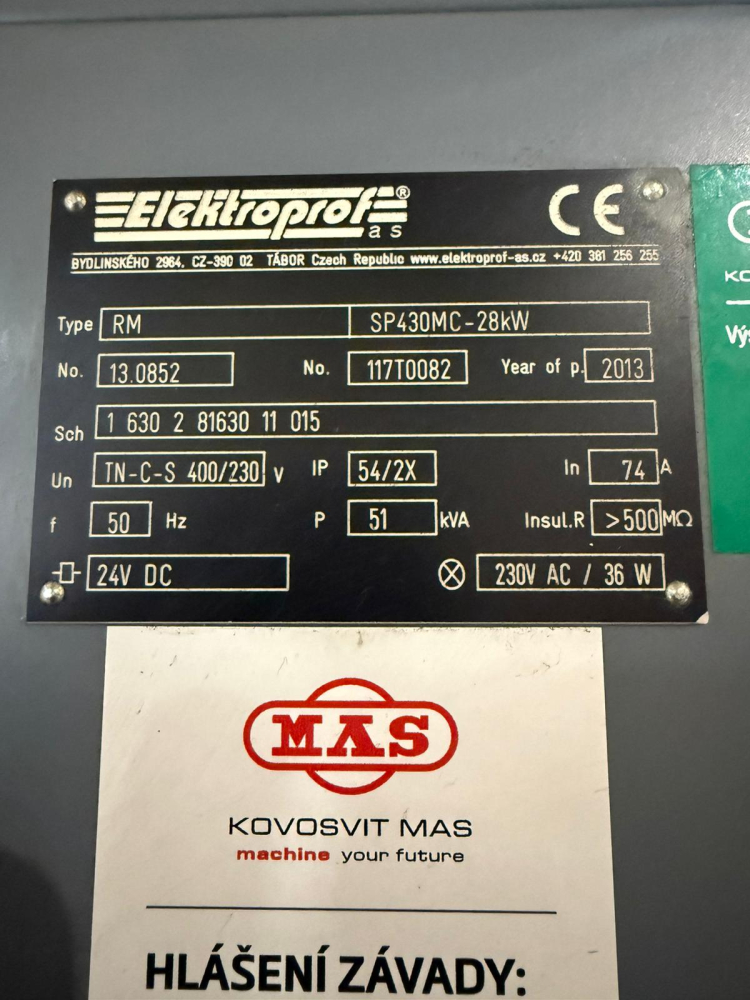 Elektroprof®
a s
CE
BYDLINSKÉHO 2964, CZ-390 02 TÁBOR Czech Republic www.elektroprof-as.cz +420 381 256 255
Type RM SP430MC-28kW
No. 13.0852 No. 117T0082 Year of p. 2013
Sch 1 630 2 81630 11 015
Un TN-C-S 400/230 V IP 54/2X In 74 A
f 50 Hz P 51 kVA Insul.R >500 MΩ
24V DC 230V AC / 36 W
MAS
KOVOSVIT MAS
machine your future
HLÁŠENÍ ZÁVADY: